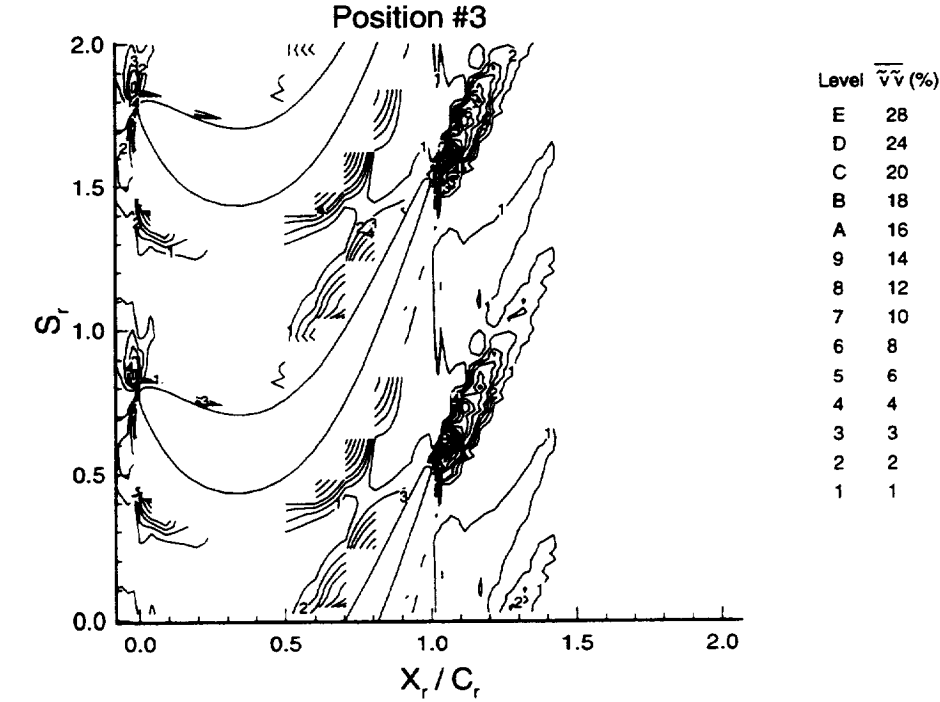 Position #3
Level ṽṽ (%)
E 28
D 24
C 20
B 18
A 16
9 14
8 12
7 10
6 8
5 6
4 4
3 3
2 2
1 1
2.0
1.5
1.0
0.5
0.0
S_r
0.0 0.5 1.0 1.5 2.0
X_r / C_r